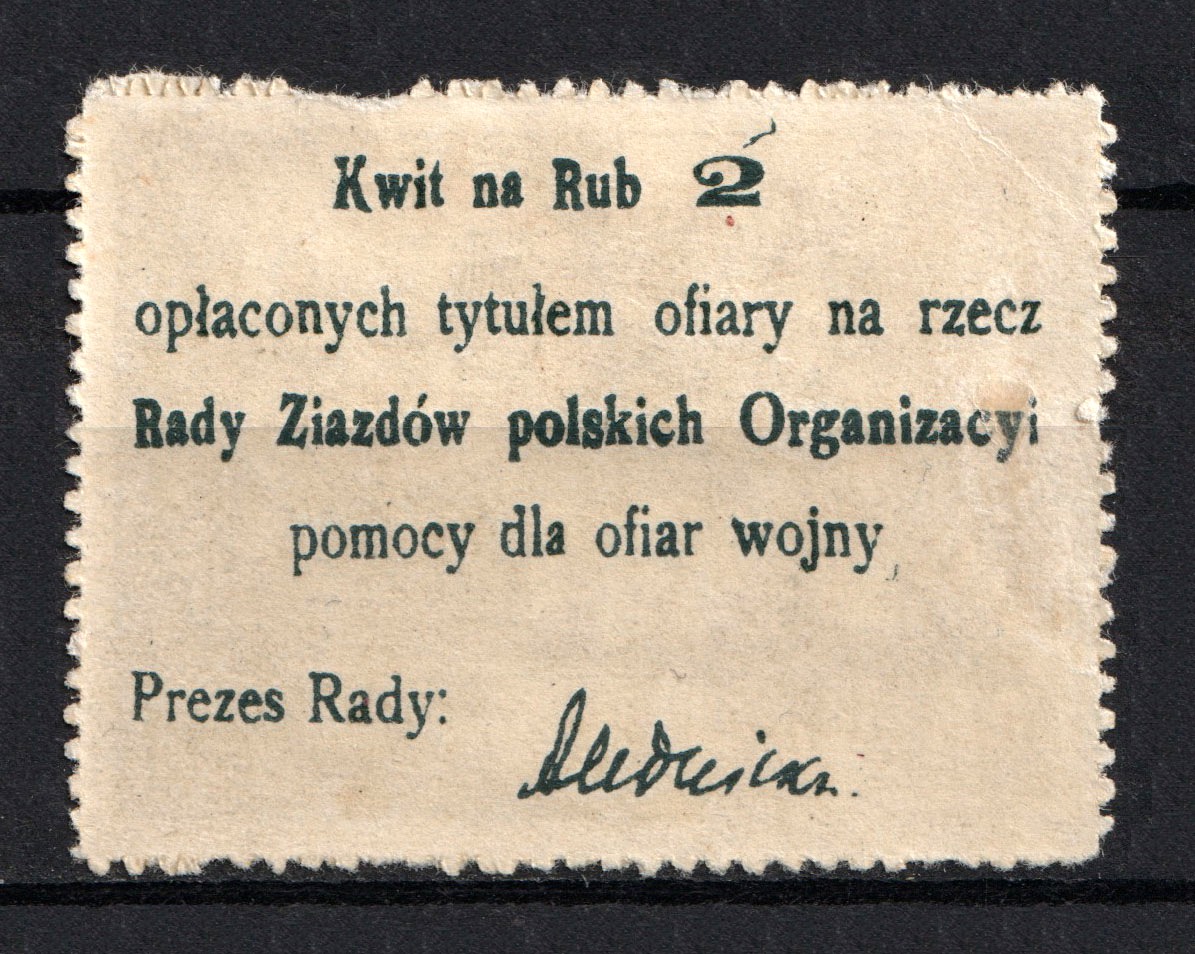 Kwit na Rub 2
opłaconych tytułem ofiary na rzecz
Rady Ziazdów polskich Organizacyi
pomocy dla ofiar wojny
Prezes Rady: